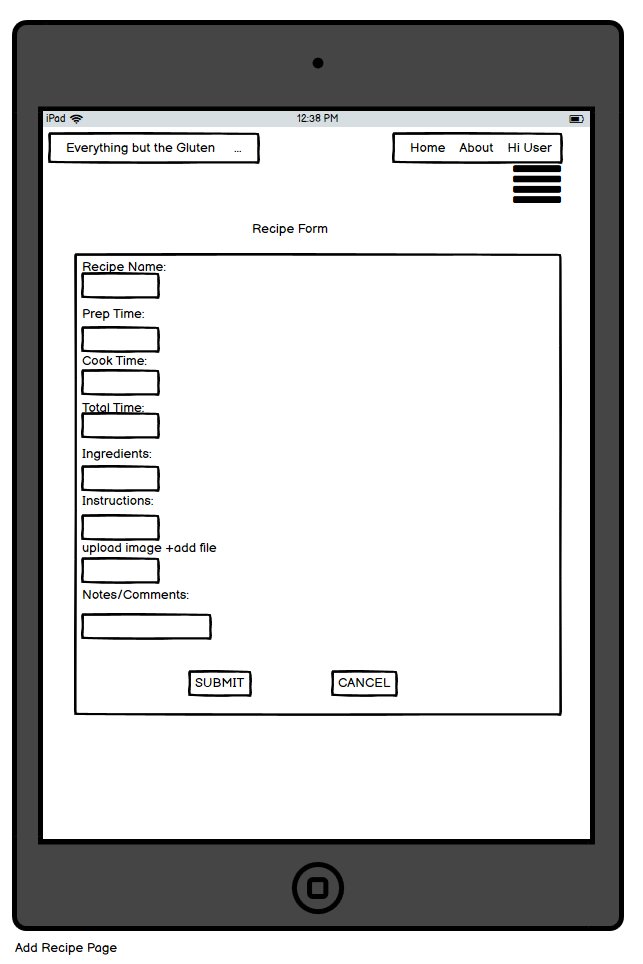 iPad 12:38 PM
Everything but the Gluten ... Home About Hi User
Recipe Form
Recipe Name:
Prep Time:
Cook Time:
Total Time:
Ingredients:
Instructions:
upload image +add file
Notes/Comments:
SUBMIT CANCEL
Add Recipe Page